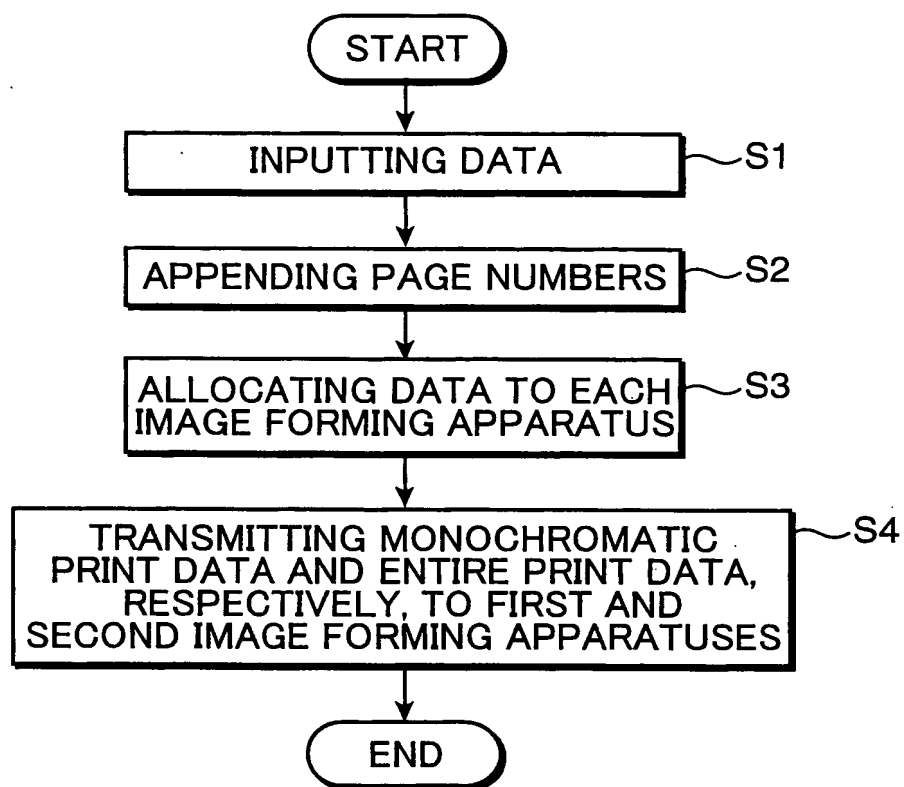 START
INPUTTING DATA
S1
APPENDING PAGE NUMBERS
S2
ALLOCATING DATA TO EACH
IMAGE FORMING APPARATUS
S3
TRANSMITTING MONOCHROMATIC
PRINT DATA AND ENTIRE PRINT DATA,
RESPECTIVELY, TO FIRST AND
SECOND IMAGE FORMING APPARATUSES
S4
END